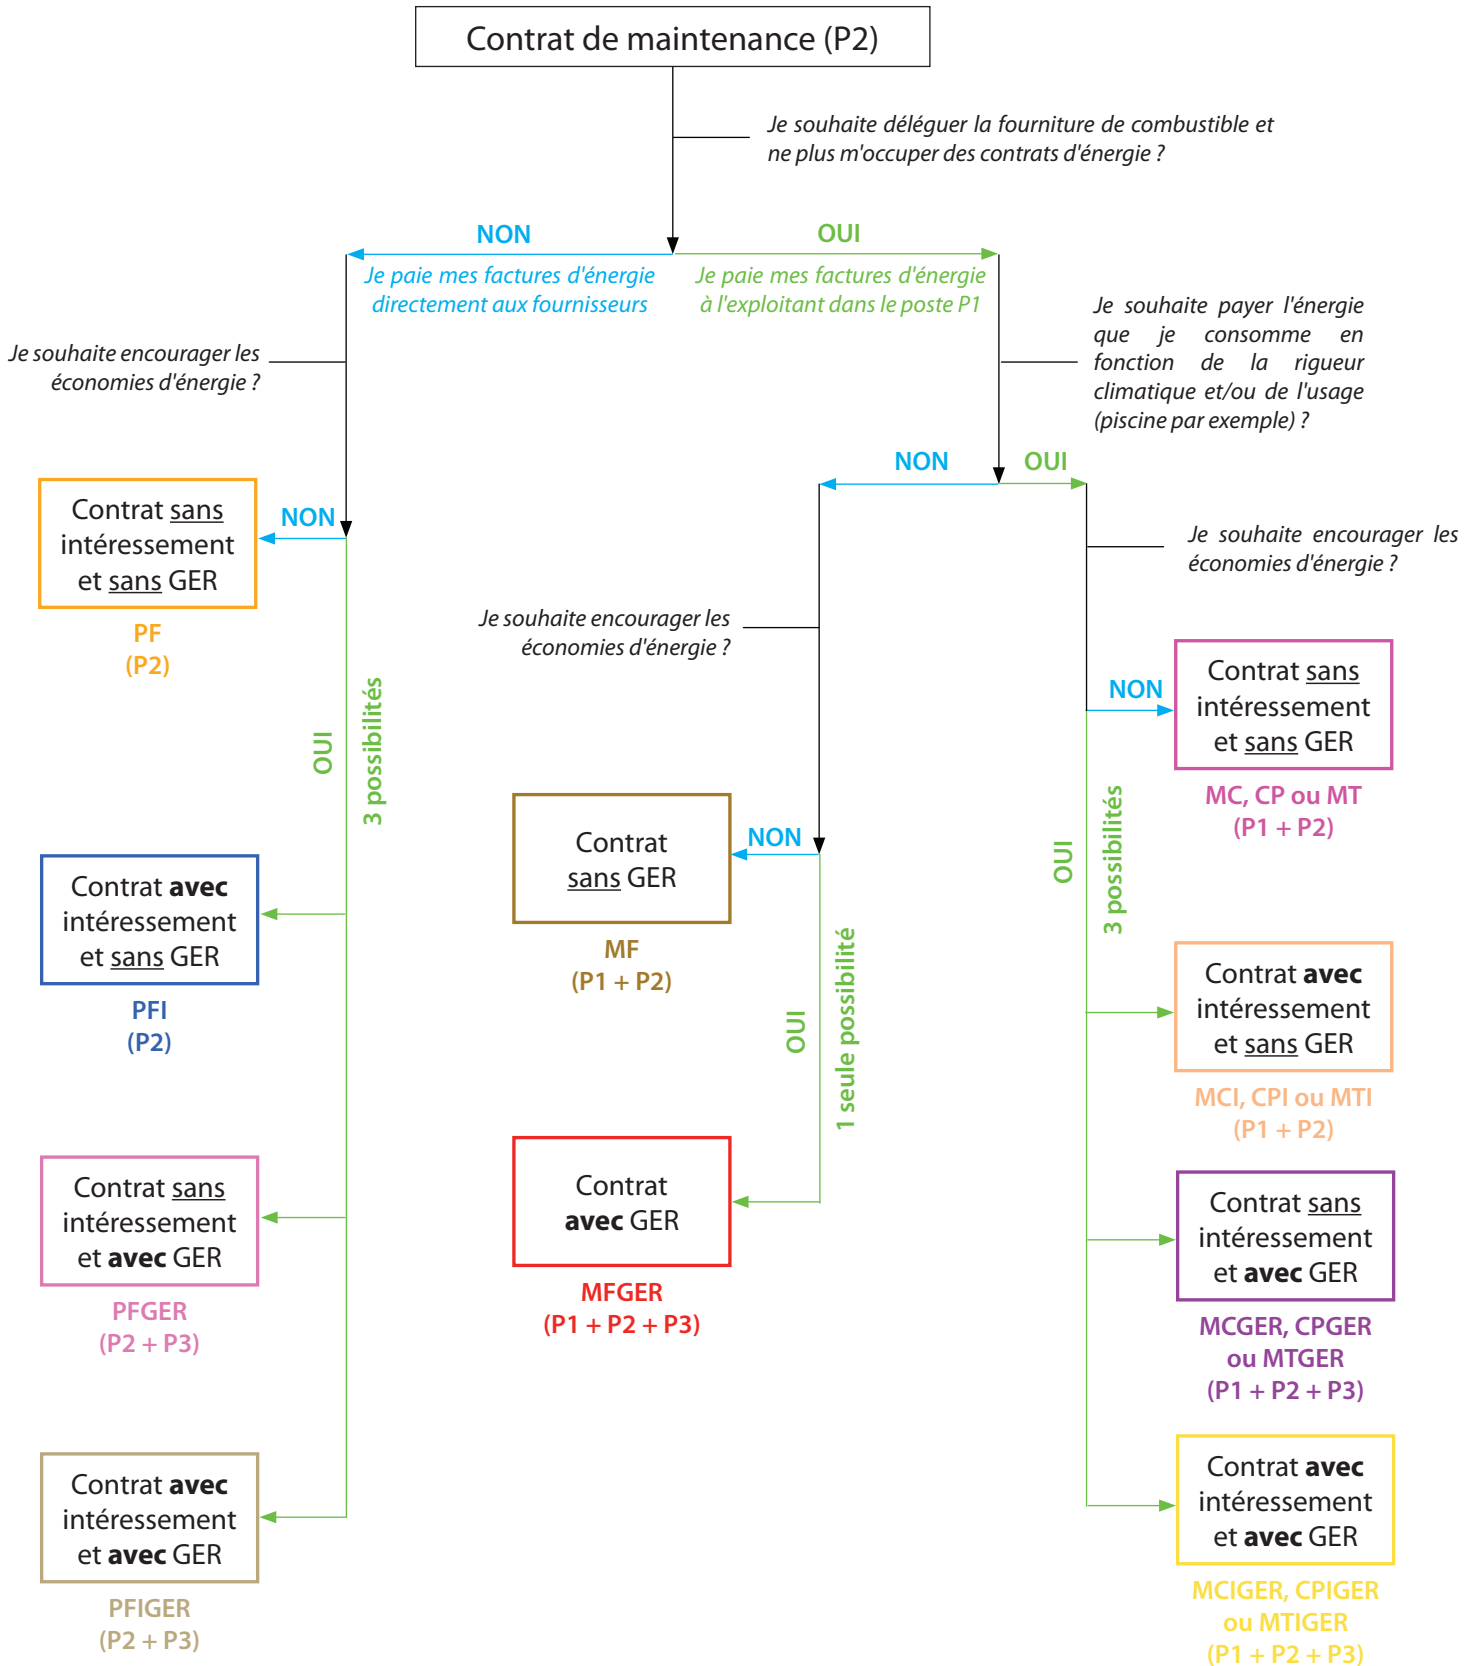 Contrat de maintenance (P2)
Je souhaite déléguer la fourniture de combustible et
ne plus m'occuper des contrats d'énergie ?
NON
OUI
Je paie mes factures d'énergie
directement aux fournisseurs
Je paie mes factures d'énergie
à l'exploitant dans le poste P1
Je souhaite encourager les
économies d'énergie ?
Je souhaite payer l'énergie
que je consomme en
fonction de la rigueur
climatique et/ou de l'usage
(piscine par exemple) ?
NON
OUI
Contrat sans
intéressement
et sans GER
NON
PF
(P2)
OUI
3 possibilités
Contrat avec
intéressement
et sans GER
PFI
(P2)
Contrat sans
intéressement
et avec GER
PFGER
(P2 + P3)
Contrat avec
intéressement
et avec GER
PFIGER
(P2 + P3)
Je souhaite encourager les
économies d'énergie ?
Contrat
sans GER
NON
MF
(P1 + P2)
OUI
1 seule possibilité
Contrat
avec GER
MFGER
(P1 + P2 + P3)
Je souhaite encourager les
économies d'énergie ?
NON
Contrat sans
intéressement
et sans GER
MC, CP ou MT
(P1 + P2)
OUI
3 possibilités
Contrat avec
intéressement
et sans GER
MCI, CPI ou MTI
(P1 + P2)
Contrat sans
intéressement
et avec GER
MCGER, CPGER
ou MTGER
(P1 + P2 + P3)
Contrat avec
intéressement
et avec GER
MCIGER, CPIGER
ou MTIGER
(P1 + P2 + P3)